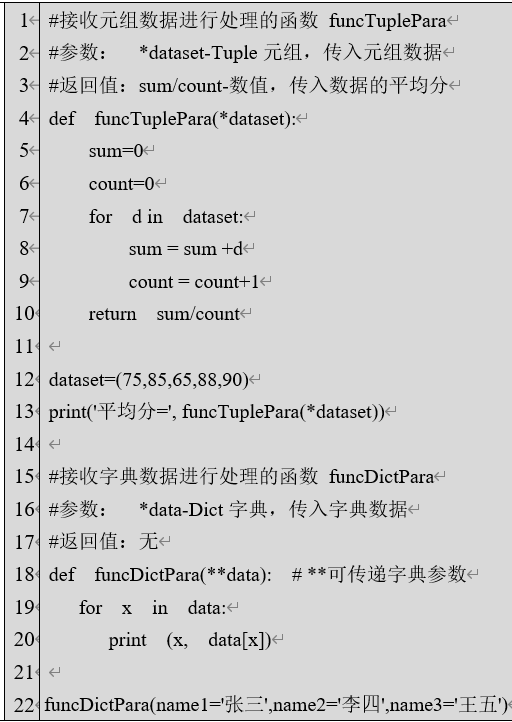 1 #接收元组数据进行处理的函数 funcTuplePara
2 #参数: *dataset-Tuple 元组，传入元组数据
3 #返回值：sum/count-数值，传入数据的平均分
4 def funcTuplePara(*dataset):
5 sum=0
6 count=0
7 for d in dataset:
8 sum = sum +d
9 count = count+1
10 return sum/count
11
12 dataset=(75,85,65,88,90)
13 print('平均分=', funcTuplePara(*dataset))
14
15 #接收字典数据进行处理的函数 funcDictPara
16 #参数: *data-Dict 字典，传入字典数据
17 #返回值：无
18 def funcDictPara(**data): # **可传递字典参数
19 for x in data:
20 print (x, data[x])
21
22 funcDictPara(name1='张三',name2='李四',name3='王五')